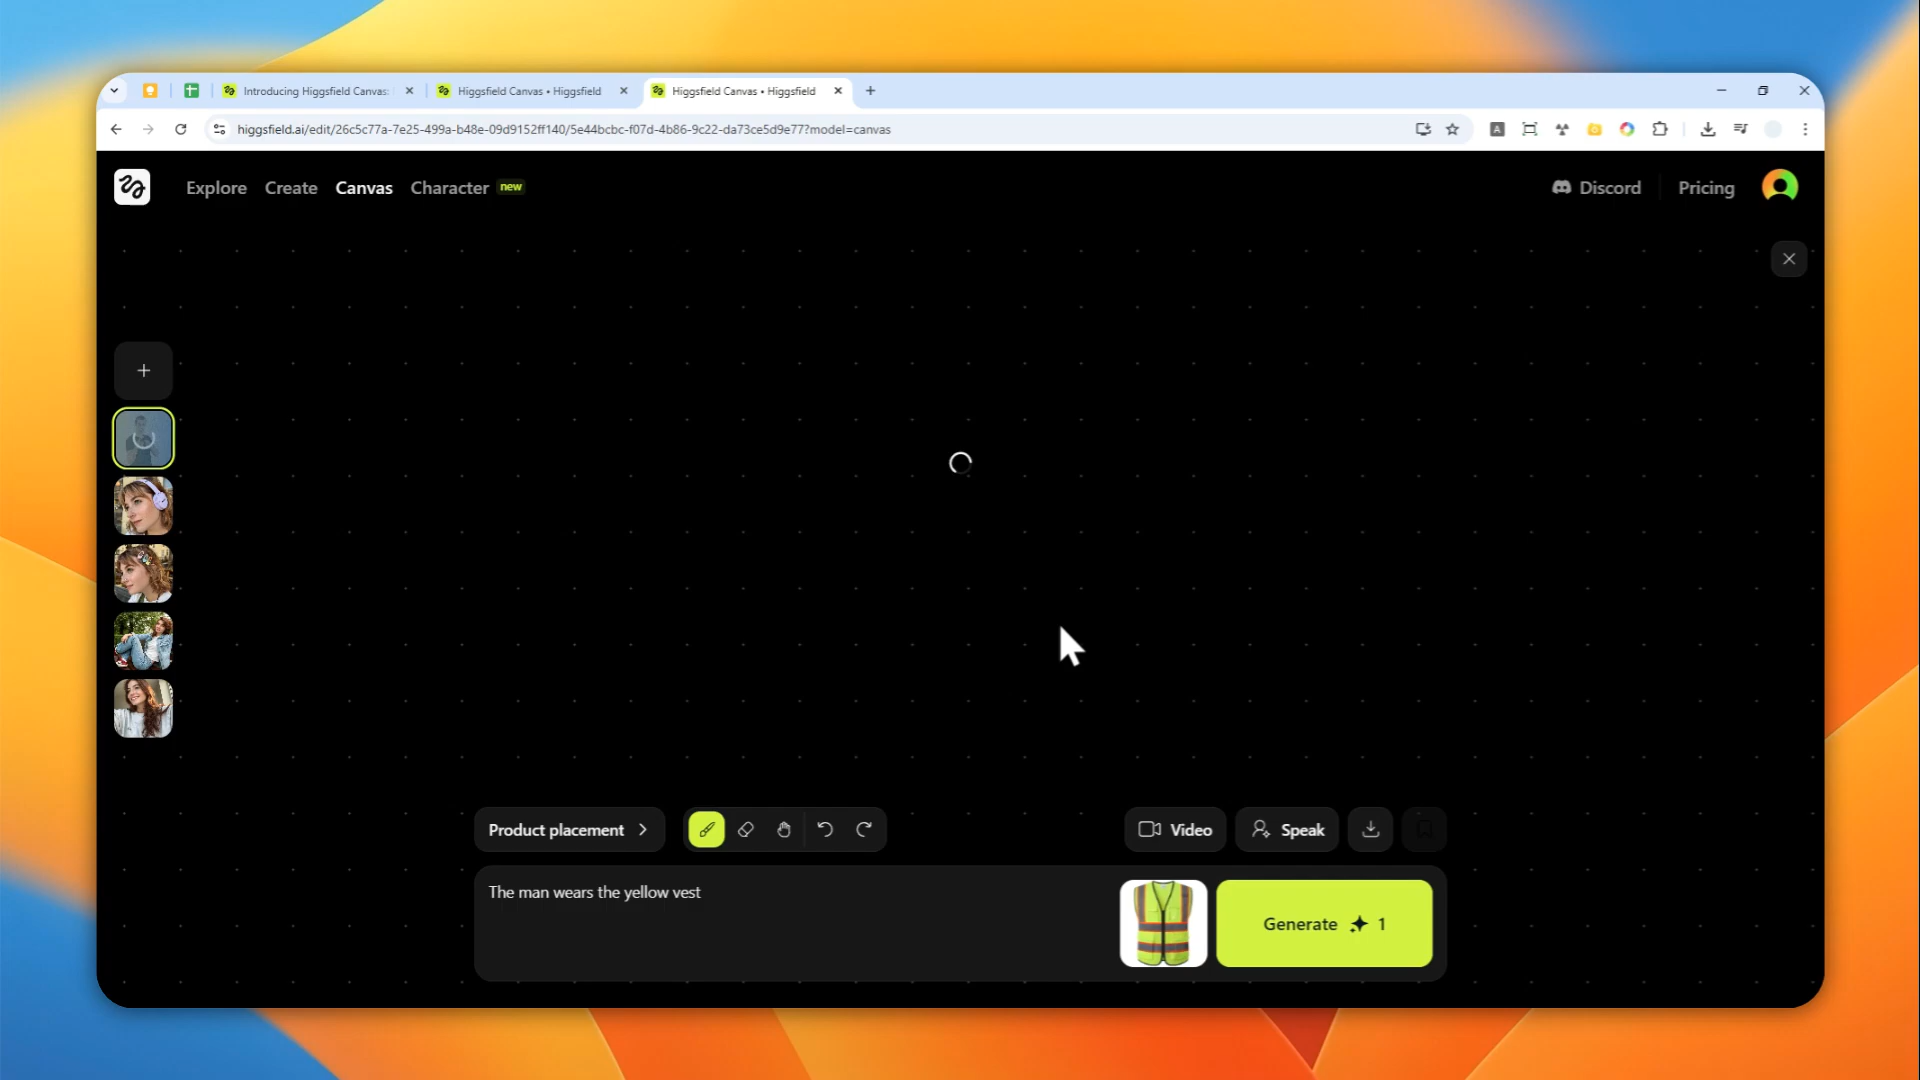 Introducing Higgsfield Canvas:
Higgsfield Canvas • Higgsfield
Higgsfield Canvas • Higgsfield
higgsfield.ai/edit/26c5c77a-7e25-499a-b48e-09d9152ff140/5e44bcbc-f07d-4b86-9c22-da73ce5d9e77?model=canvas
A
Explore
Create
Canvas
Character new
Discord
Pricing
Product placement
Video
Speak
The man wears the yellow vest
Generate 1